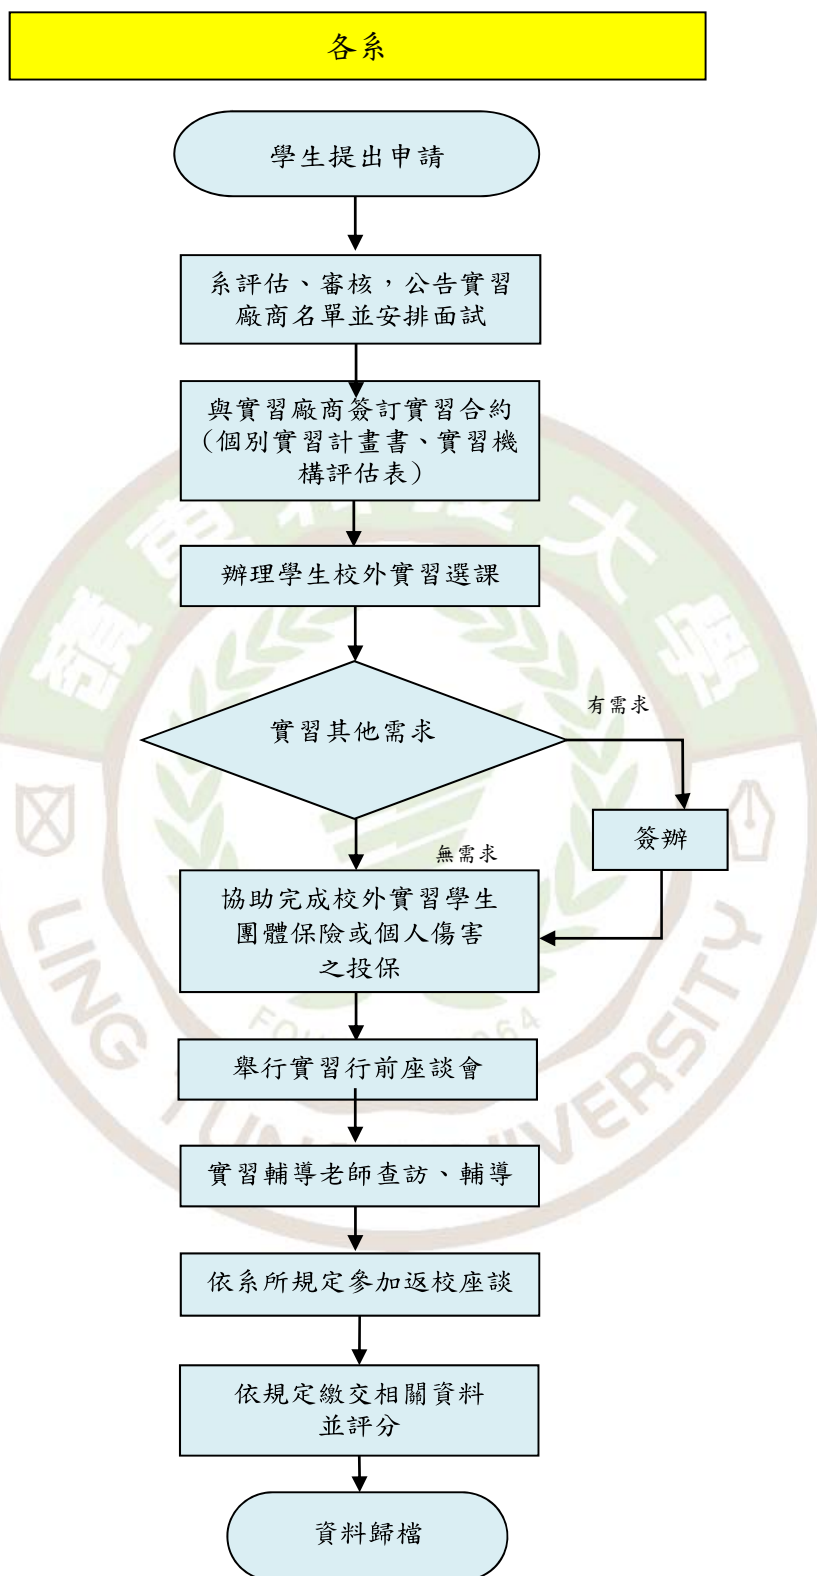 各系
學生提出申請
系評估、審核，公告實習
廠商名單並安排面試
與實習廠商簽訂實習合約
（個別實習計畫書、實習機
構評估表）
辦理學生校外實習選課
實習其他需求
有需求
簽辦
無需求
協助完成校外實習學生
團體保險或個人傷害
之投保
舉行實習行前座談會
實習輔導老師查訪、輔導
依系所規定參加返校座談
依規定繳交相關資料
並評分
資料歸檔
LING TUNG UNIVERSITY